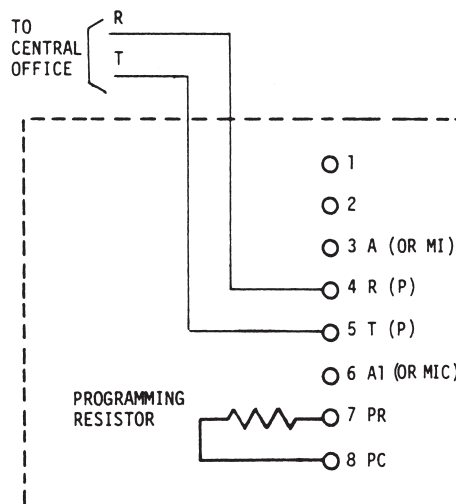 TO
CENTRAL
OFFICE
R
T
1
2
3 A (OR MI)
4 R (P)
5 T (P)
6 A1 (OR MIC)
PROGRAMMING
RESISTOR
7 PR
8 PC